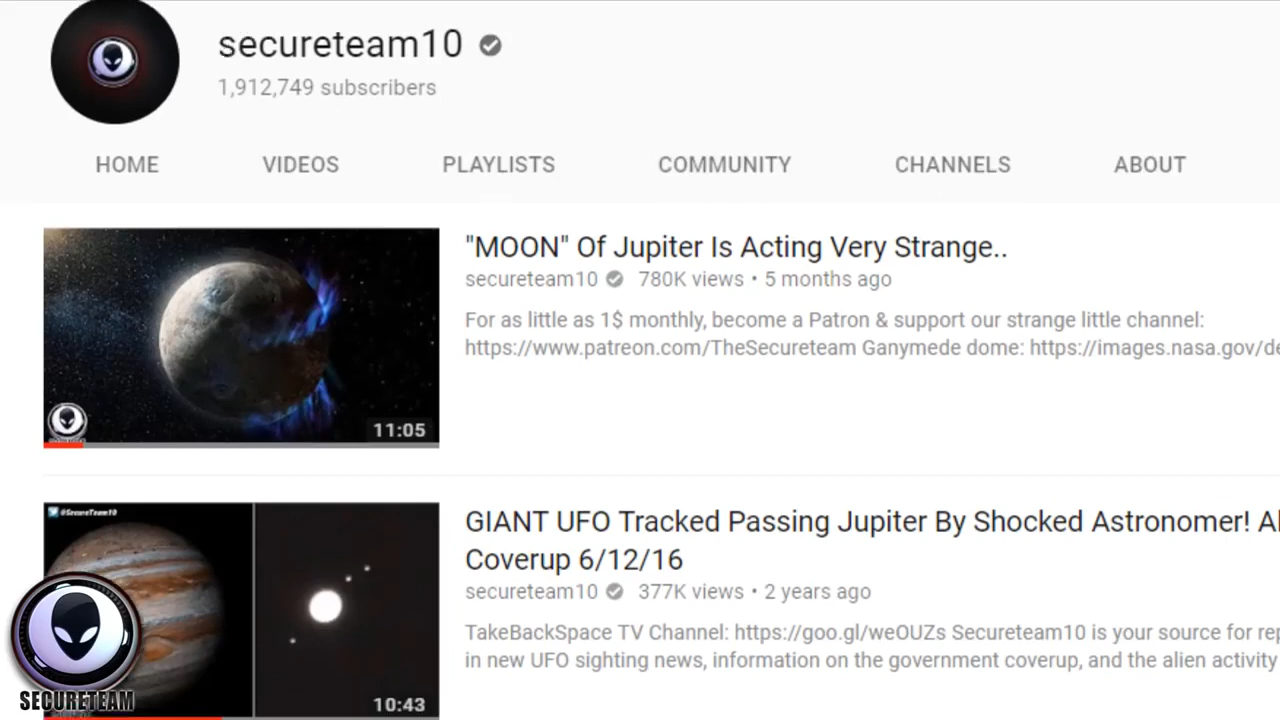 secureteam10
1,912,749 subscribers
HOME VIDEOS PLAYLISTS COMMUNITY CHANNELS ABOUT
"MOON" Of Jupiter Is Acting Very Strange..
secureteam10 780K views • 5 months ago
For as little as 1$ monthly, become a Patron & support our strange little channel:
https://www.patreon.com/TheSecureteam Ganymede dome: https://images.nasa.gov/de
11:05
@SecureTeam10
GIANT UFO Tracked Passing Jupiter By Shocked Astronomer!
Coverup 6/12/16
secureteam10 377K views • 2 years ago
TakeBackSpace TV Channel: https://goo.gl/weOUZs Secureteam10 is your source for
in new UFO sighting news, information on the government coverup, and the alien activity
10:43
SECURETEAM